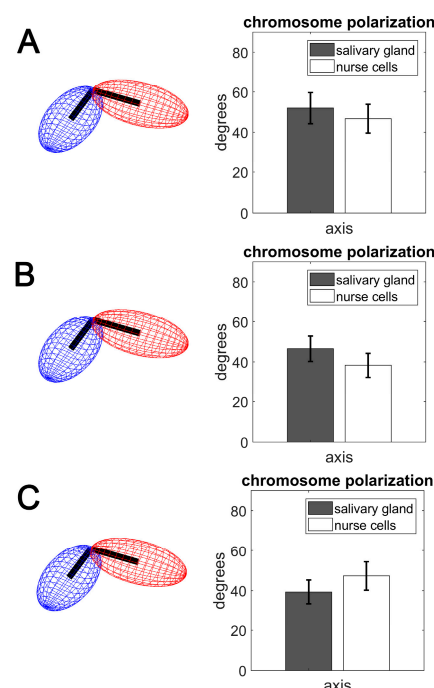 A
chromosome polarization
80
60
40
20
0
degrees
salivary gland
nurse cells
axis
B
chromosome polarization
80
60
40
20
0
degrees
salivary gland
nurse cells
axis
C
chromosome polarization
80
60
40
20
0
degrees
salivary gland
nurse cells
axis